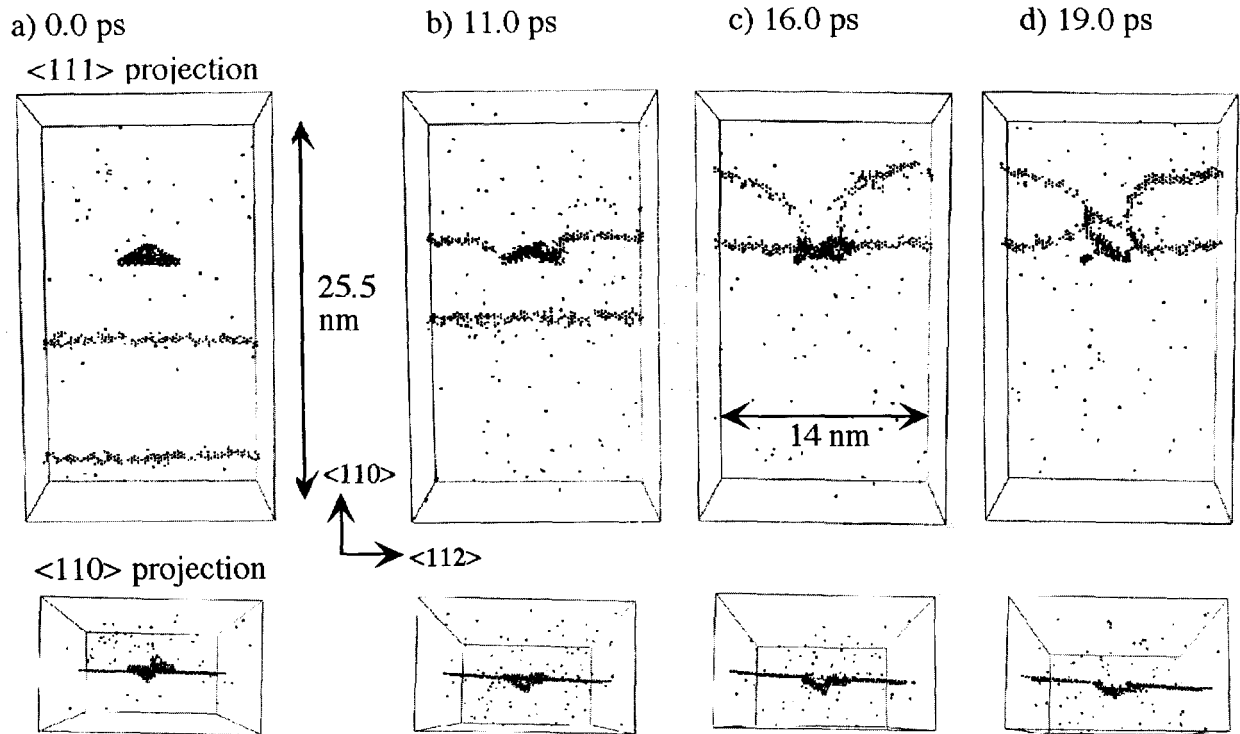 a) 0.0 ps
b) 11.0 ps
c) 16.0 ps
d) 19.0 ps
<111> projection
25.5
nm
14 nm
<110>
<112>
<110> projection